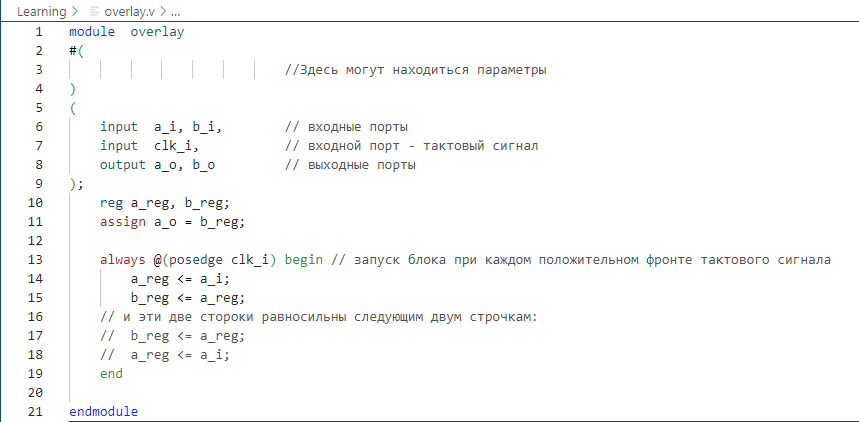 Learning > overlay.v > ...
1 module  overlay
2 #(
3                             //Здесь могут находиться параметры
4 )
5 (
6     input  a_i, b_i,        // входные порты
7     input  clk_i,           // входной порт - тактовый сигнал
8     output a_o, b_o         // выходные порты
9 );
10     reg a_reg, b_reg;
11     assign a_o = b_reg;
12
13     always @(posedge clk_i) begin // запуск блока при каждом положительном фронте тактового сигнала
14         a_reg <= a_i;
15         b_reg <= a_reg;
16     // и эти две стороки равносильны следующим двум строчкам:
17     //  b_reg <= a_reg;
18     //  a_reg <= a_i;
19     end
20
21 endmodule